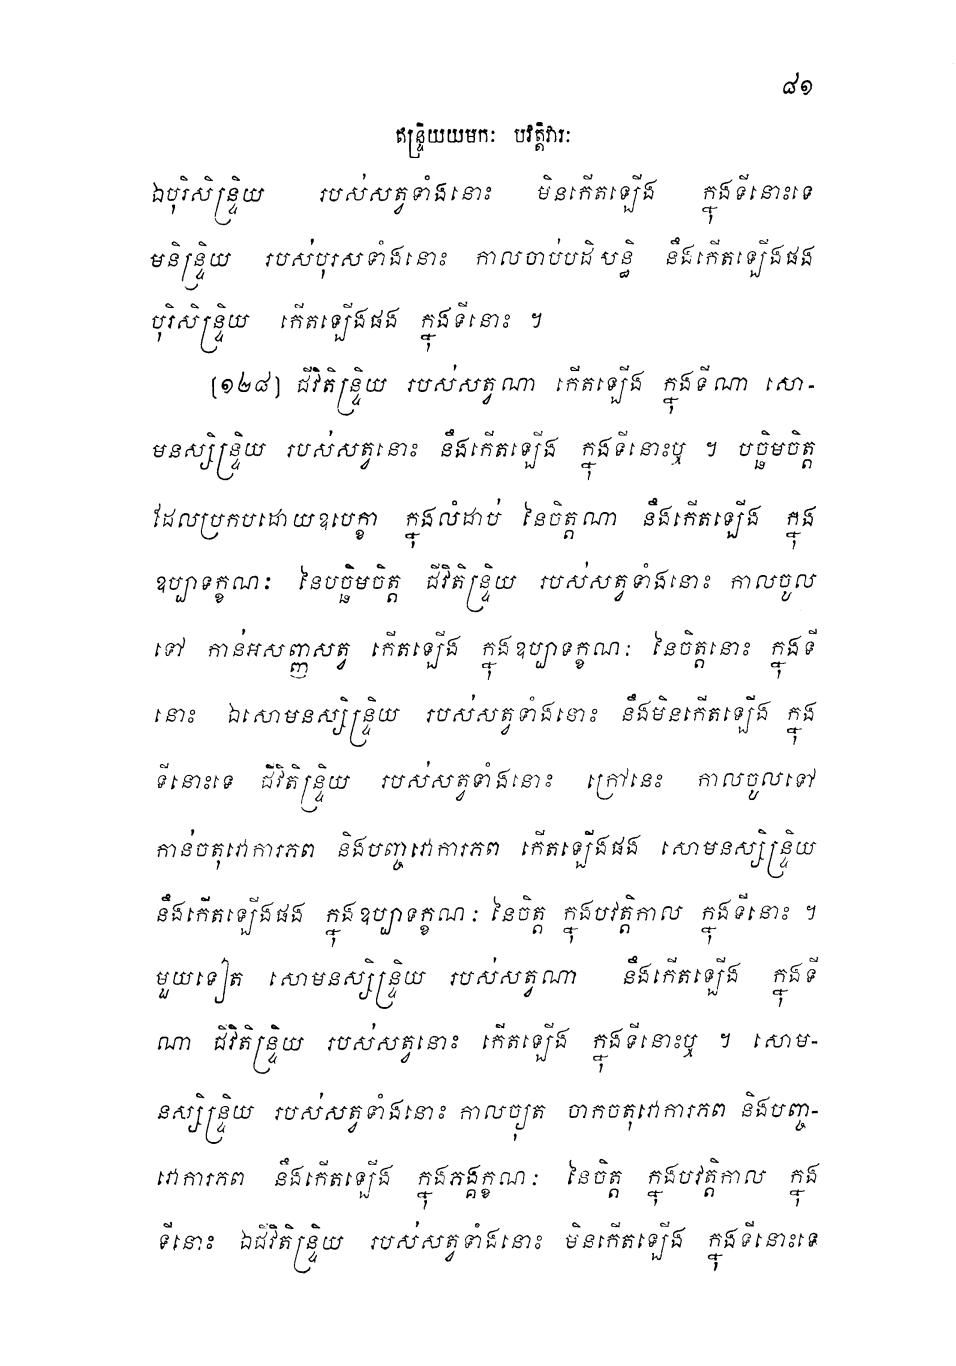 ៨១
ឥន្ទ្រិយយមកៈ បវត្តិវារៈ
ឯបុរិសិន្ទ្រិយ របស់សត្វទាំងនោះ មិនកើតឡើង ក្នុងទីនោះទេ
មនិន្ទ្រិយ របស់បុរសទាំងនោះ កាលចាប់បដិសន្ធិ នឹងកើតឡើងផង
បុរិសិន្ទ្រិយ កើតឡើងផង ក្នុងទីនោះ ។
[១២៨] ជីវិតិន្ទ្រិយ របស់សត្វណា កើតឡើង ក្នុងទីណា សោ-
មនស្សិន្ទ្រិយ របស់សត្វនោះ នឹងកើតឡើង ក្នុងទីនោះឬ ។ បច្ឆិមចិត្ត
ដែលប្រកបដោយឧបេក្ខា ក្នុងលំដាប់ នៃចិត្តណា នឹងកើតឡើង ក្នុង
ឧប្បាទក្ខណៈ នៃបច្ឆិមចិត្ត ជីវិតិន្ទ្រិយ របស់សត្វទាំងនោះ កាលចូល
ទៅ កាន់អសញ្ញសត្វ កើតឡើង ក្នុងឧប្បាទក្ខណៈ នៃចិត្តនោះ ក្នុងទី
នោះ ឯសោមនស្សិន្ទ្រិយ របស់សត្វទាំងនោះ នឹងមិនកើតឡើង ក្នុង
ទីនោះទេ ជីវិតិន្ទ្រិយ របស់សត្វទាំងនោះ ក្រៅនេះ កាលចូលទៅ
កាន់ចតុវោការភព និងបញ្ចវោការភព កើតឡើងផង សោមនស្សិន្ទ្រិយ
នឹងកើតឡើងផង ក្នុងឧប្បាទក្ខណៈ នៃចិត្ត ក្នុងបវត្តិកាល ក្នុងទីនោះ ។
មួយទៀត សោមនស្សិន្ទ្រិយ របស់សត្វណា នឹងកើតឡើង ក្នុងទី
ណា ជីវិតិន្ទ្រិយ របស់សត្វនោះ កើតឡើង ក្នុងទីនោះឬ ។ សោម-
នស្សិន្ទ្រិយ របស់សត្វទាំងនោះ កាលច្យុត ចាកចតុវោការភព និងបញ្ច-
វោការភព នឹងកើតឡើង ក្នុងភង្គក្ខណៈ នៃចិត្ត ក្នុងបវត្តិកាល ក្នុង
ទីនោះ ឯជីវិតិន្ទ្រិយ របស់សត្វទាំងនោះ មិនកើតឡើង ក្នុងទីនោះទេ